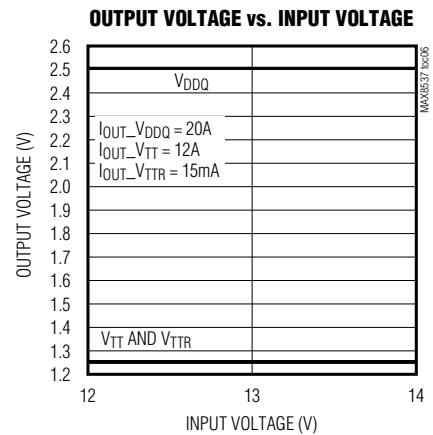 OUTPUT VOLTAGE vs. INPUT VOLTAGE
MAX8537 toc06
OUTPUT VOLTAGE (V)
2.6
2.5
2.4
2.3
2.2
2.1
2.0
1.9
1.8
1.7
1.6
1.5
1.4
1.3
1.2
VDDQ
IOUT_VDDQ = 20A
IOUT_VTT = 12A
IOUT_VTTR = 15mA
VTT AND VTTR
12 13 14
INPUT VOLTAGE (V)